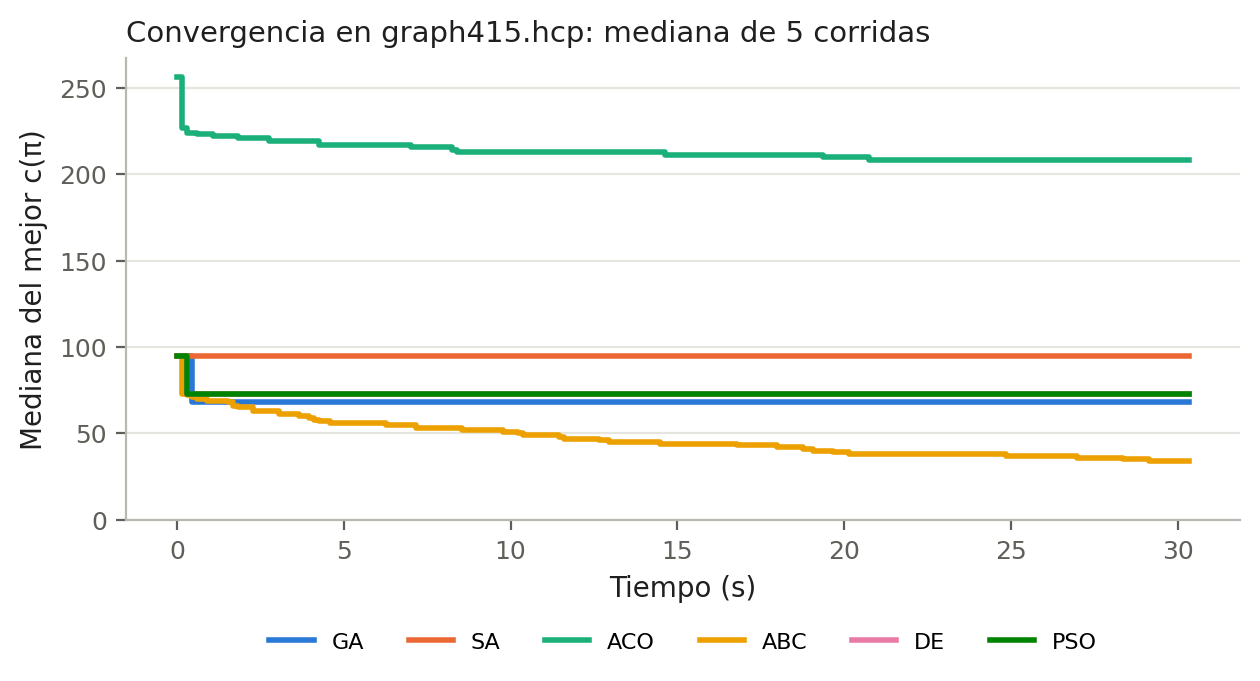 Convergencia en graph415.hcp: mediana de 5 corridas
Mediana del mejor c(π)
250
200
150
100
50
0
0 5 10 15 20 25 30
Tiempo (s)
GA SA ACO ABC DE PSO